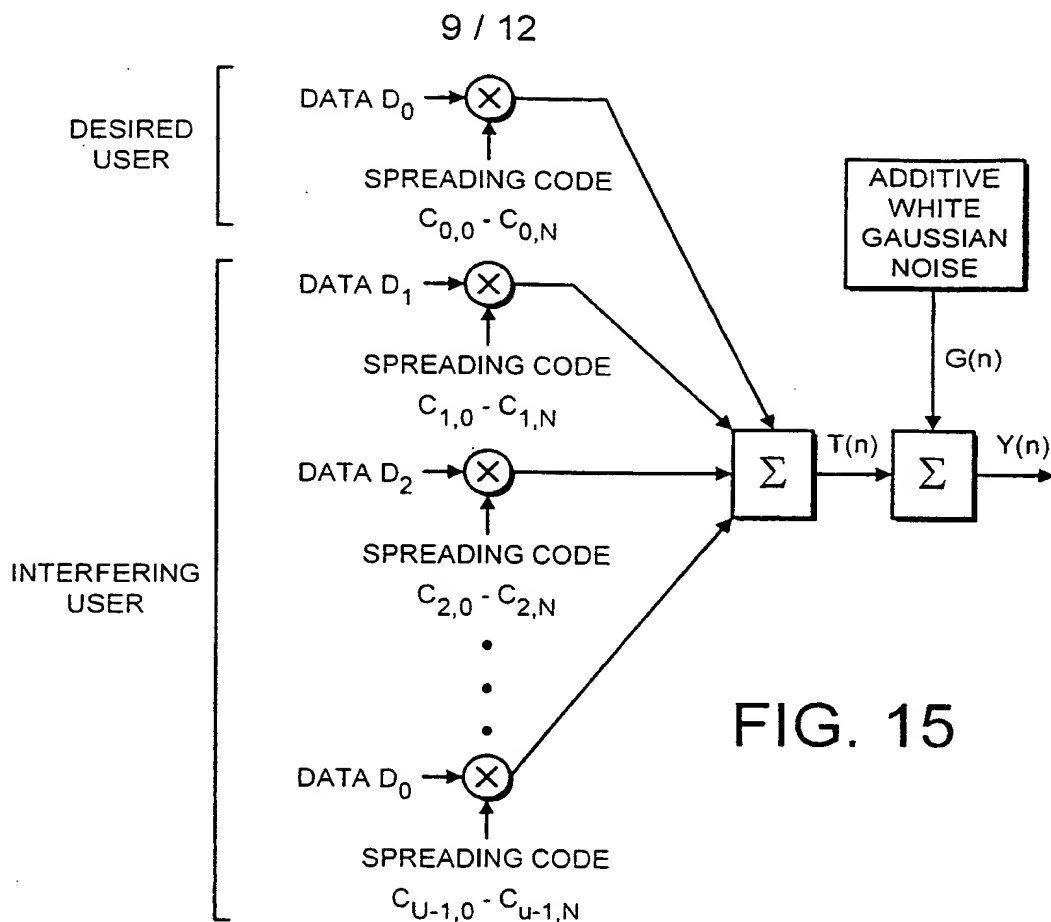 9 / 12
DESIRED
USER
DATA D0
SPREADING CODE
C0,0 - C0,N
INTERFERING
USER
DATA D1
SPREADING CODE
C1,0 - C1,N
DATA D2
SPREADING CODE
C2,0 - C2,N
DATA D0
SPREADING CODE
CU-1,0 - Cu-1,N
Σ
T(n)
ADDITIVE
WHITE
GAUSSIAN
NOISE
G(n)
Σ
Y(n)
FIG. 15